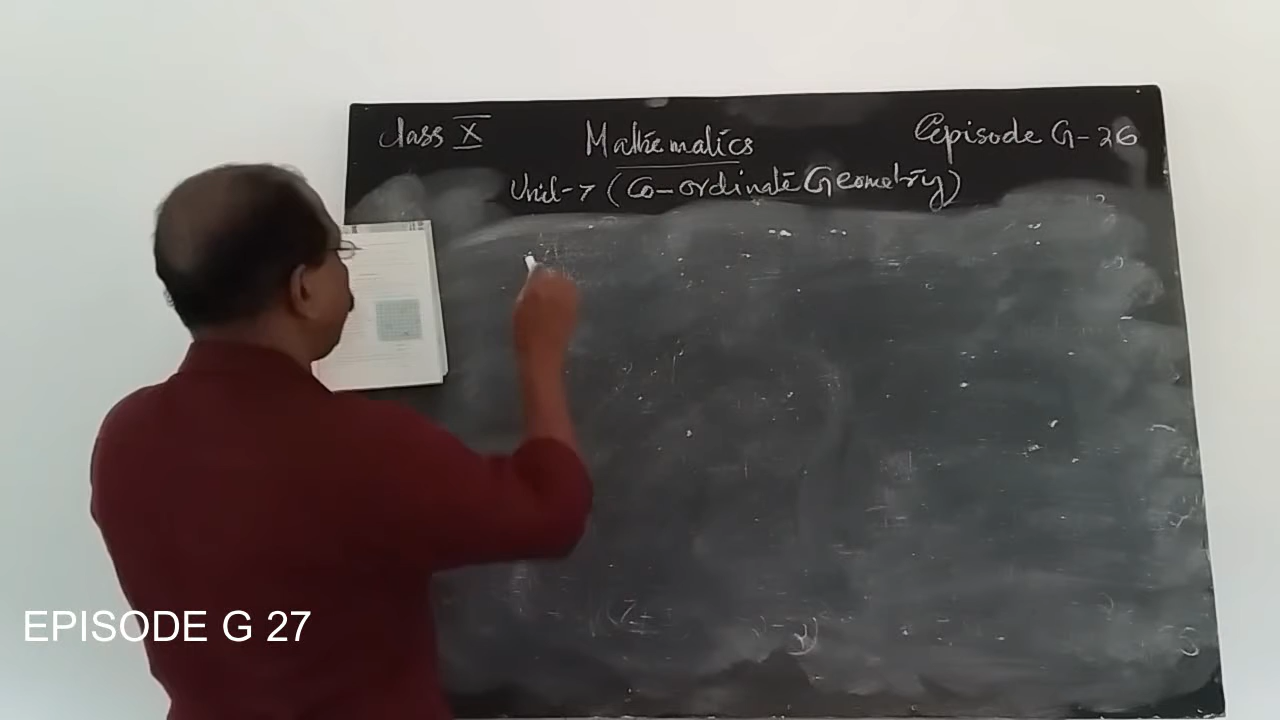 Class X
Mathematics
Episode G-26
Unit-7 (Co-ordinate Geometry)
EPISODE G 27